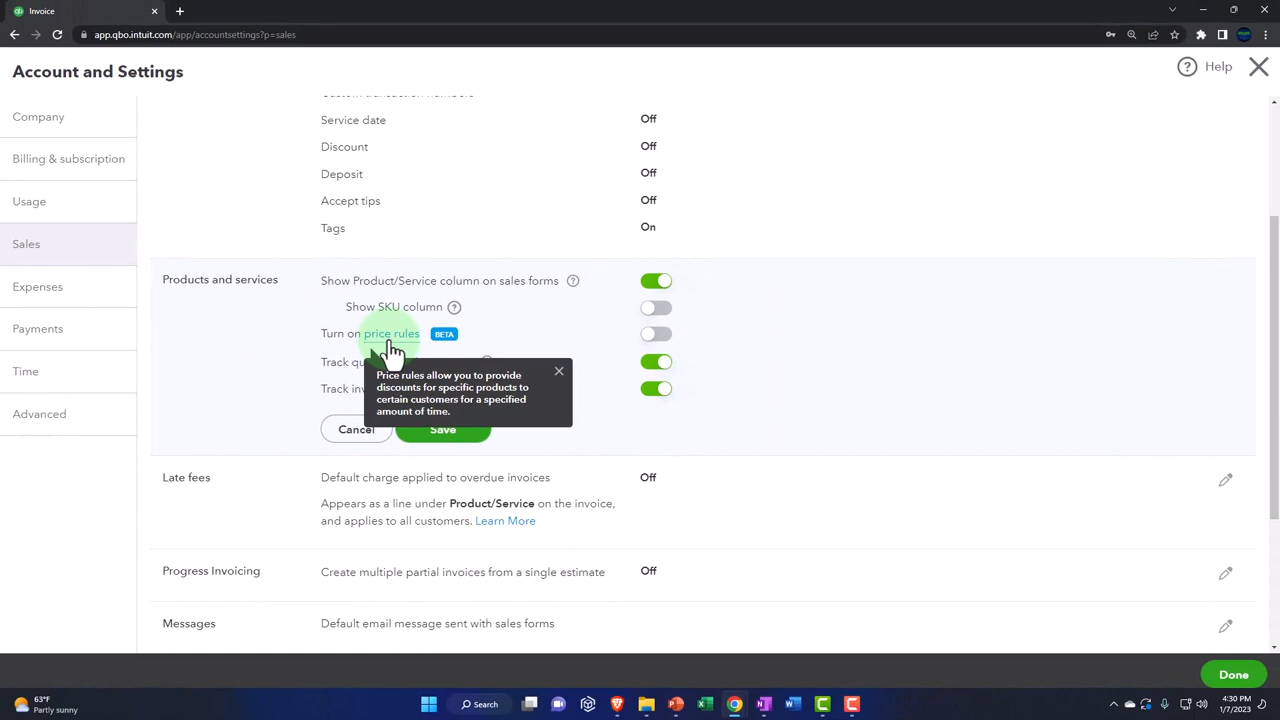 Invoice
app.qbo.intuit.com/app/accountsettings?p=sales
Account and Settings
Help
Company
Billing & subscription
Usage
Sales
Expenses
Payments
Time
Advanced
Service date Off
Discount Off
Deposit Off
Accept tips Off
Tags On
Products and services
Show Product/Service column on sales forms
Show SKU column
Turn on price rules BETA
Track qu
Track inv
Price rules allow you to provide
discounts for specific products to
certain customers for a specified
amount of time.
Cancel Save
Late fees Default charge applied to overdue invoices Off
Appears as a line under Product/Service on the invoice,
and applies to all customers. Learn More
Progress Invoicing Create multiple partial invoices from a single estimate Off
Messages Default email message sent with sales forms
Done
63°F
Partly sunny
Search
4:30 PM
1/7/2023